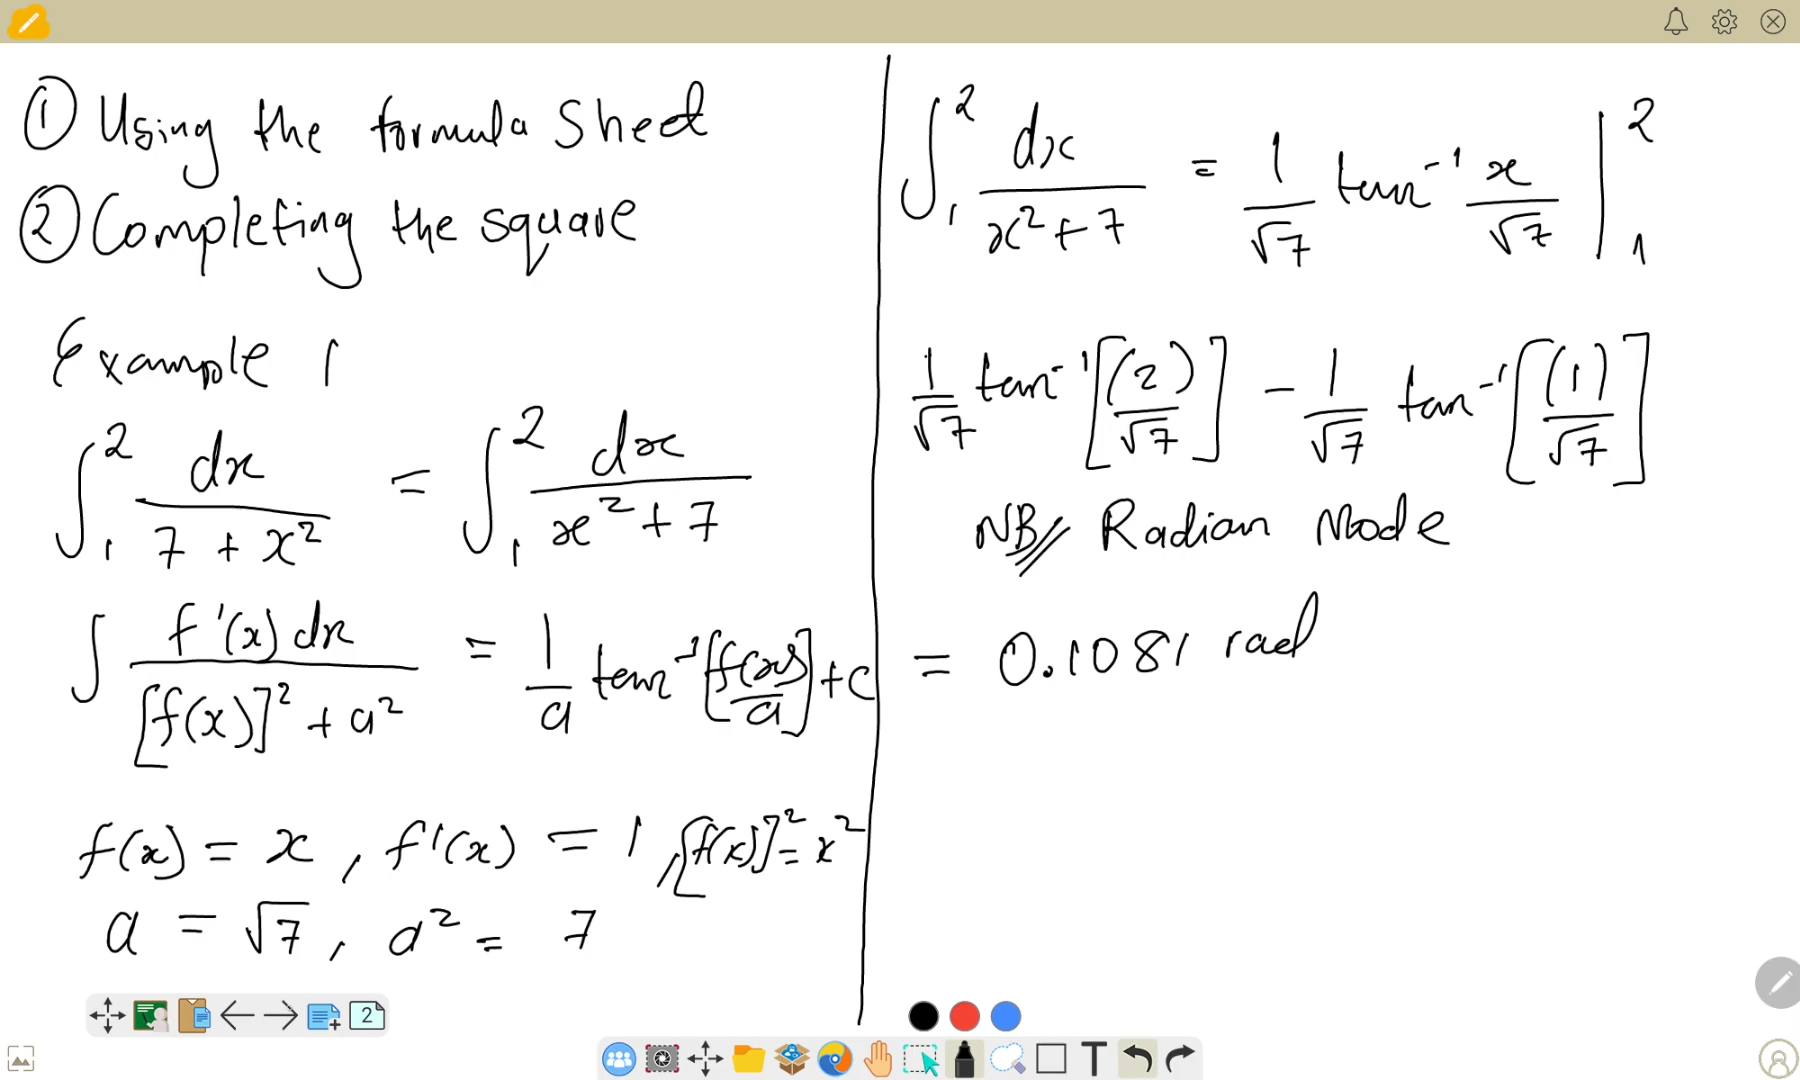 ① Using the formula Sheet
② Completing the square
Example 1
∫₁² dx/(7 + x²) = ∫₁² dx/(x² + 7)
∫ f'(x) dx/([f(x)]² + a²) = 1/a tan⁻¹ [f(x)/a] + c
f(x) = x , f'(x) = 1 , [f(x)]² = x²
a = √7 , a² = 7
∫₁² dx/(x² + 7) = 1/√7 tan⁻¹ x/√7 |₁²
1/√7 tan⁻¹ [(2)/√7] − 1/√7 tan⁻¹ [(1)/√7]
NB// Radian Mode
= 0.1081 rad
2
T